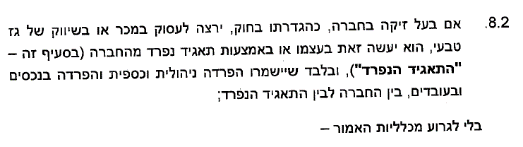 8.2. אם בעל זיקה בחברה, כהגדרתו בחוק, ירצה לעסוק במכר או בשיווק של גז
טבעי, הוא יעשה זאת בעצמו או באמצעות תאגיד נפרד מהחברה (בסעיף זה –
"התאגיד הנפרד"), ובלבד שיישמרו הפרדה ניהולית וכספית והפרדה בנכסים
ובעובדים, בין החברה לבין התאגיד הנפרד;
בלי לגרוע מכלליות האמור –